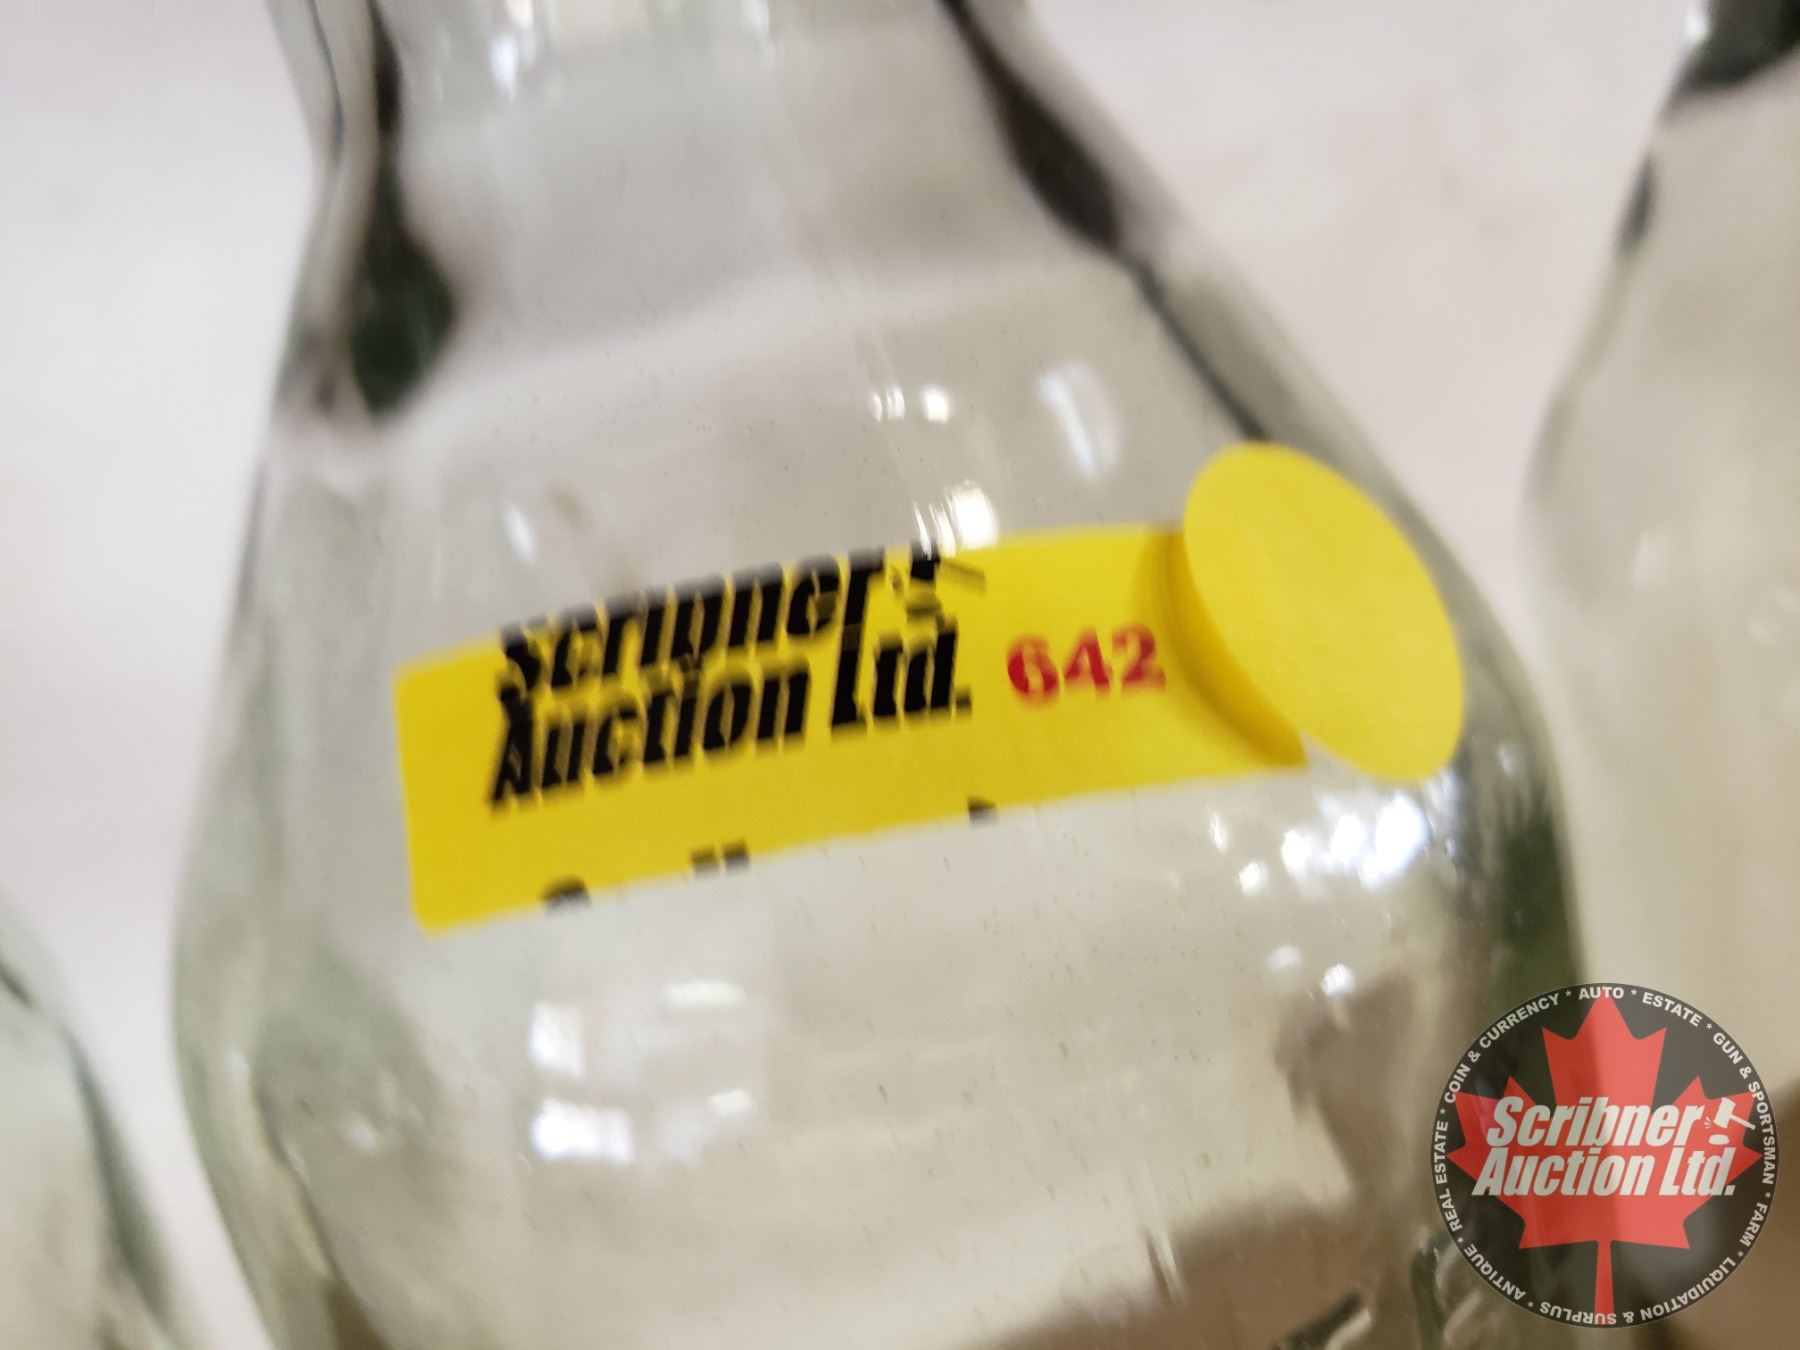 Scribner's
Auction Ltd.
642
COIN & CURRENCY * AUTO * ESTATE * GUN & SPORTSMAN * FARM * LIQUIDATION & SURPLUS * ANTIQUE * REAL ESTATE *
Scribner
Auction Ltd.